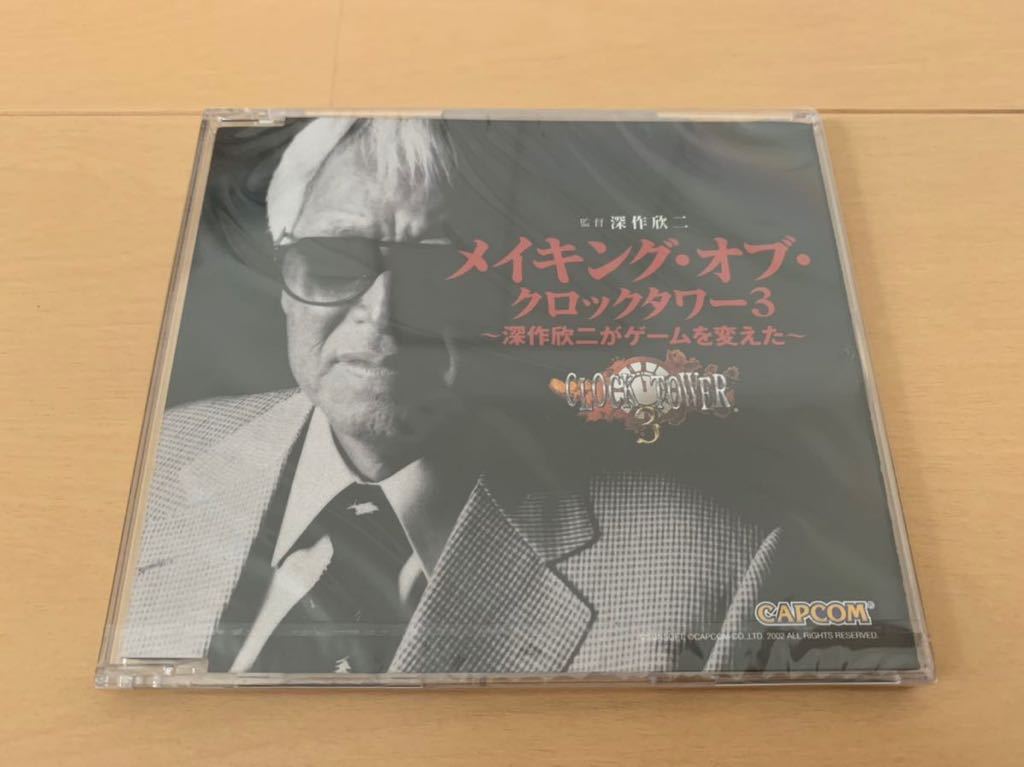 監督 深作欣二
メイキング・オブ・
クロックタワー3
〜深作欣二がゲームを変えた〜
CLOCK TOWER
3
CAPCOM®
©SUNSOFT, ©CAPCOM CO.,LTD. 2002 ALL RIGHTS RESERVED.